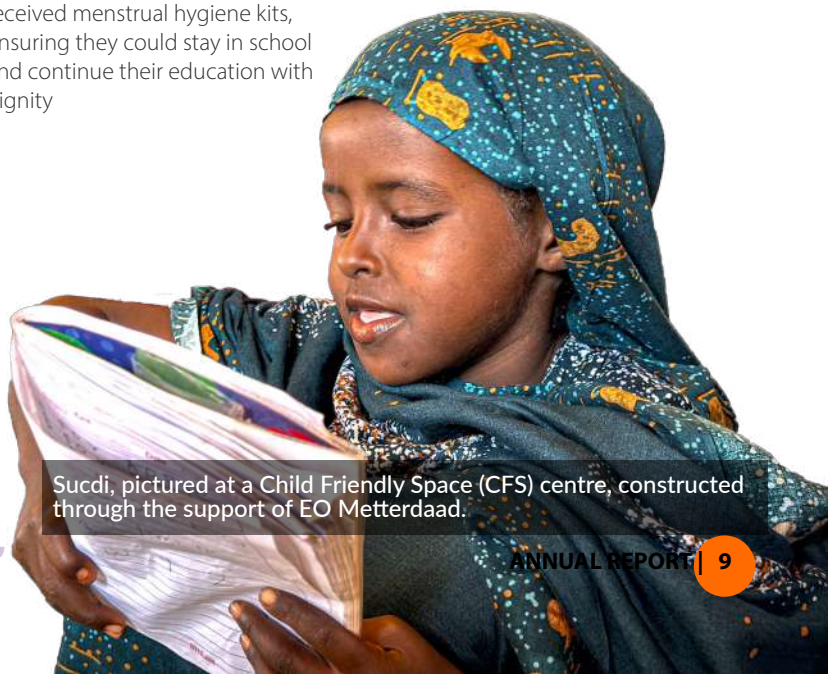 eceived menstrual hygiene kits,
nsuring they could stay in school
nd continue their education with
ignity
Sucdi, pictured at a Child Friendly Space (CFS) centre, constructed
through the support of EO Metterdaad.
ANNUAL REPORT| 9